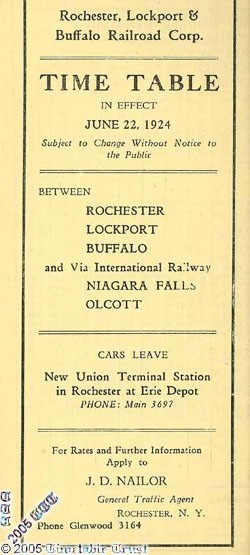 Rochester, Lockport &
Buffalo Railroad Corp.
TIME TABLE
IN EFFECT
JUNE 22, 1924
Subject to Change Without Notice to
the Public
BETWEEN
ROCHESTER
LOCKPORT
BUFFALO
and Via International Railway
NIAGARA FALLS
OLCOTT
CARS LEAVE
New Union Terminal Station
in Rochester at Erie Depot
PHONE: Main 3697
For Rates and Further Information
Apply to
J. D. NAILOR
General Traffic Agent
ROCHESTER, N. Y.
Phone Glenwood 3164
2005
© 2005 Trust